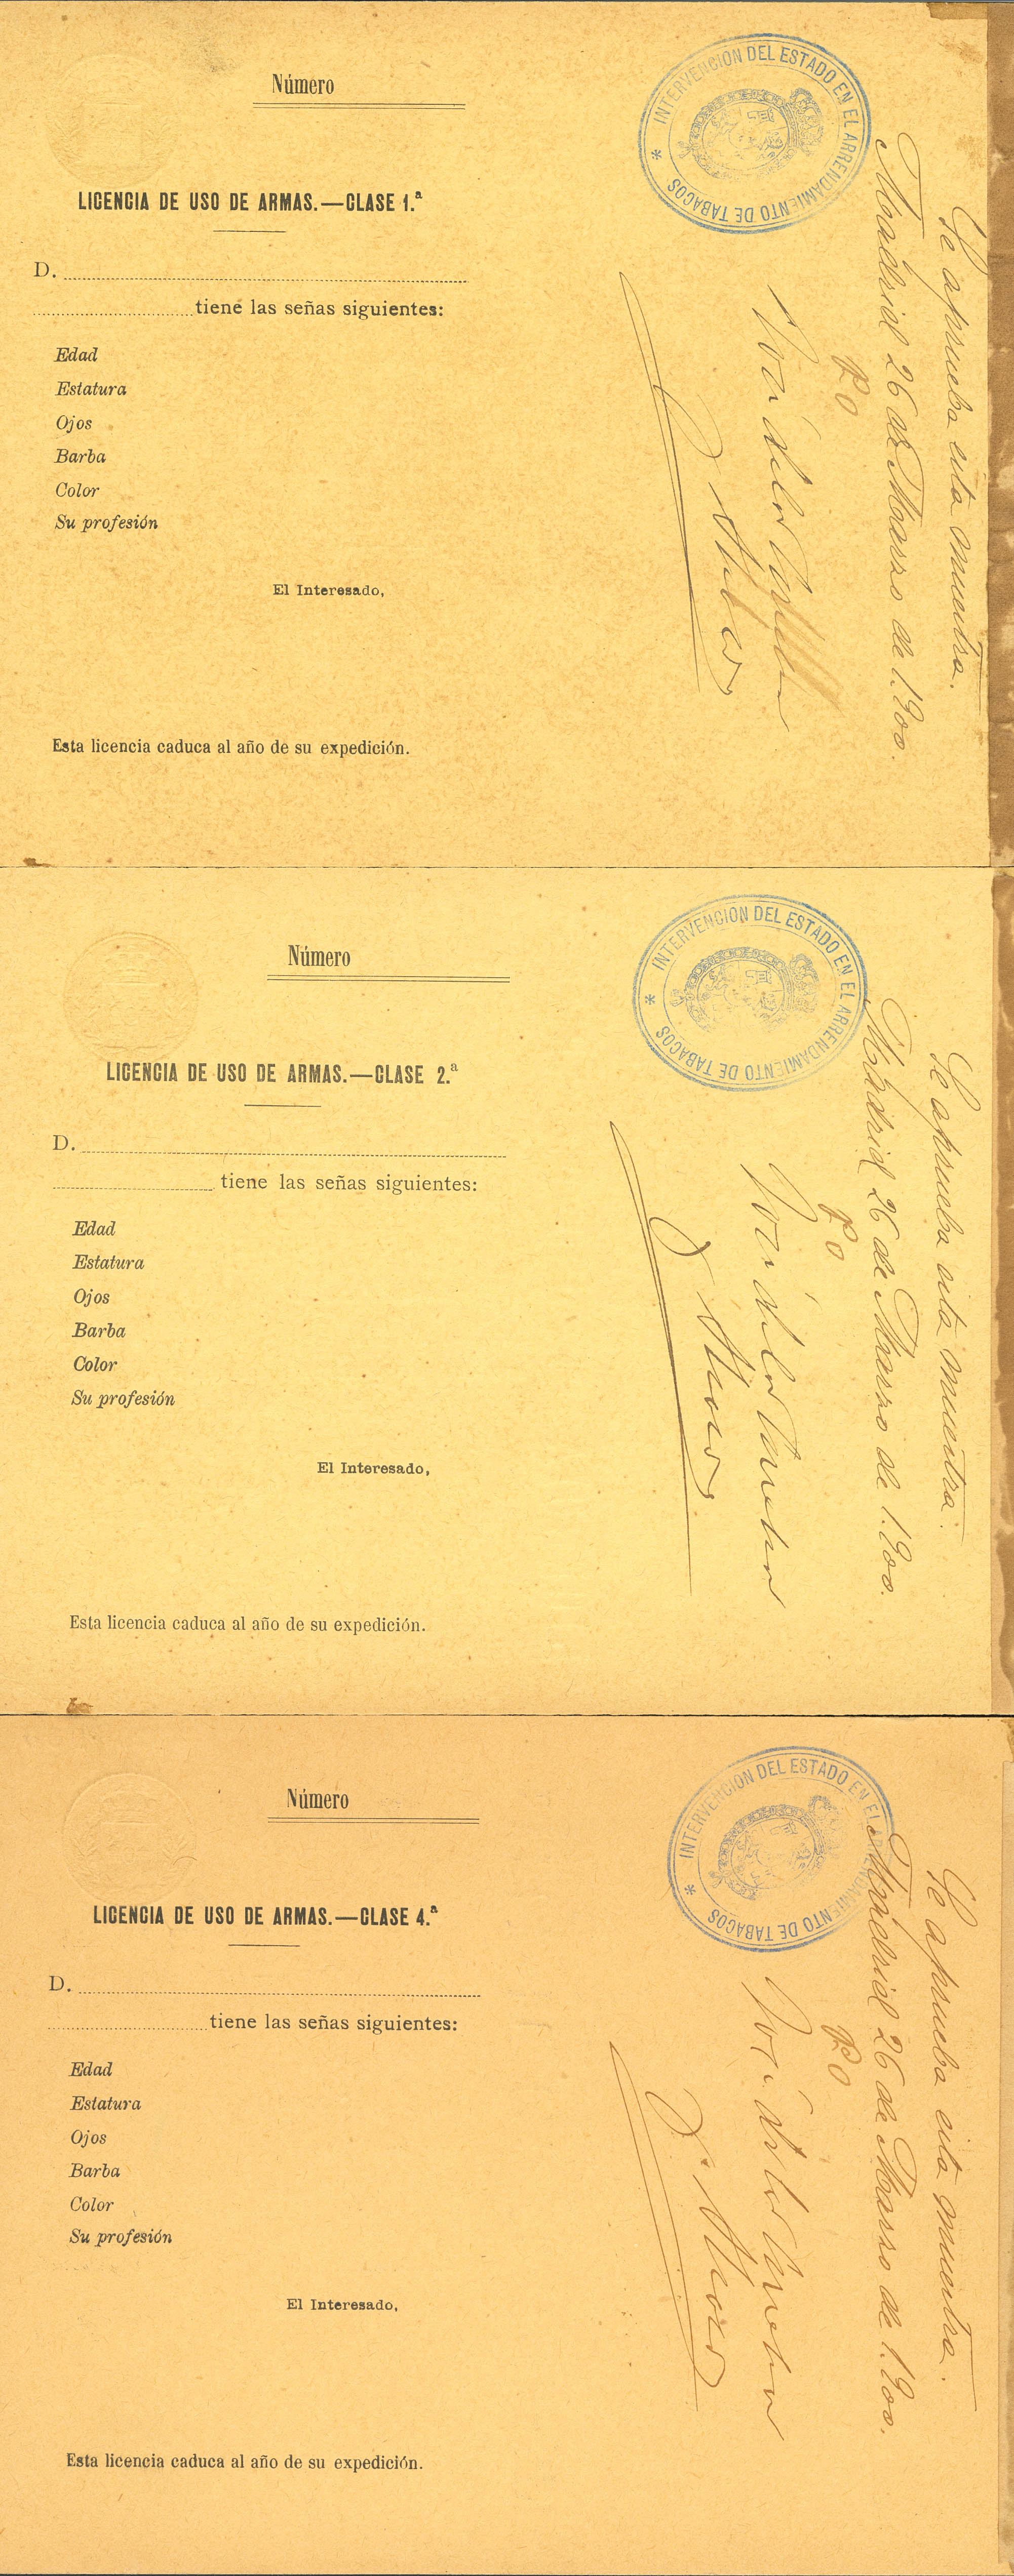 Número
LICENCIA DE USO DE ARMAS.—CLASE 1.ª
D.
tiene las señas siguientes:
Edad
Estatura
Ojos
Barba
Color
Su profesión
El Interesado,
Esta licencia caduca al año de su expedición.
INTERVENCION DEL ESTADO EN EL ARRENDAMIENTO DE TABACOS *
Se aprueba esta muestra.
Madrid 26 de Marzo de 1.900.
PO
Número
LICENCIA DE USO DE ARMAS.—CLASE 2.ª
D.
tiene las señas siguientes:
Edad
Estatura
Ojos
Barba
Color
Su profesión
El Interesado,
Esta licencia caduca al año de su expedición.
INTERVENCION DEL ESTADO EN EL ARRENDAMIENTO DE TABACOS *
Se aprueba esta muestra.
Madrid 26 de Marzo de 1.900.
PO
Número
LICENCIA DE USO DE ARMAS.—CLASE 4.ª
D.
tiene las señas siguientes:
Edad
Estatura
Ojos
Barba
Color
Su profesión
El Interesado,
Esta licencia caduca al año de su expedición.
INTERVENCION DEL ESTADO EN EL ARRENDAMIENTO DE TABACOS *
Se aprueba esta muestra.
Madrid 26 de Marzo de 1.900.
PO